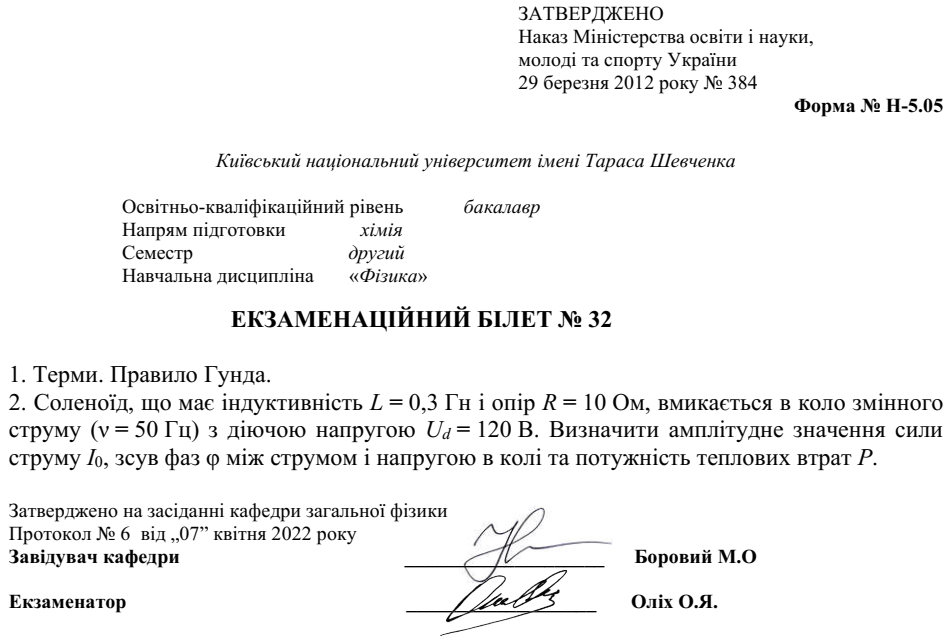 ЗАТВЕРДЖЕНО
Наказ Міністерства освіти і науки,
молоді та спорту України
29 березня 2012 року № 384
Форма № Н-5.05
Київський національний університет імені Тараса Шевченка
Освітньо-кваліфікаційний рівень бакалавр
Напрям підготовки хімія
Семестр другий
Навчальна дисципліна «Фізика»
ЕКЗАМЕНАЦІЙНИЙ БІЛЕТ № 32
1. Терми. Правило Гунда.
2. Соленоїд, що має індуктивність L = 0,3 Гн і опір R = 10 Ом, вмикається в коло змінного
струму (ν = 50 Гц) з діючою напругою Ud = 120 В. Визначити амплітудне значення сили
струму I0, зсув фаз φ між струмом і напругою в колі та потужність теплових втрат P.
Затверджено на засіданні кафедри загальної фізики
Протокол № 6 від „07” квітня 2022 року
Завідувач кафедри Боровий М.О
Екзаменатор Оліх О.Я.